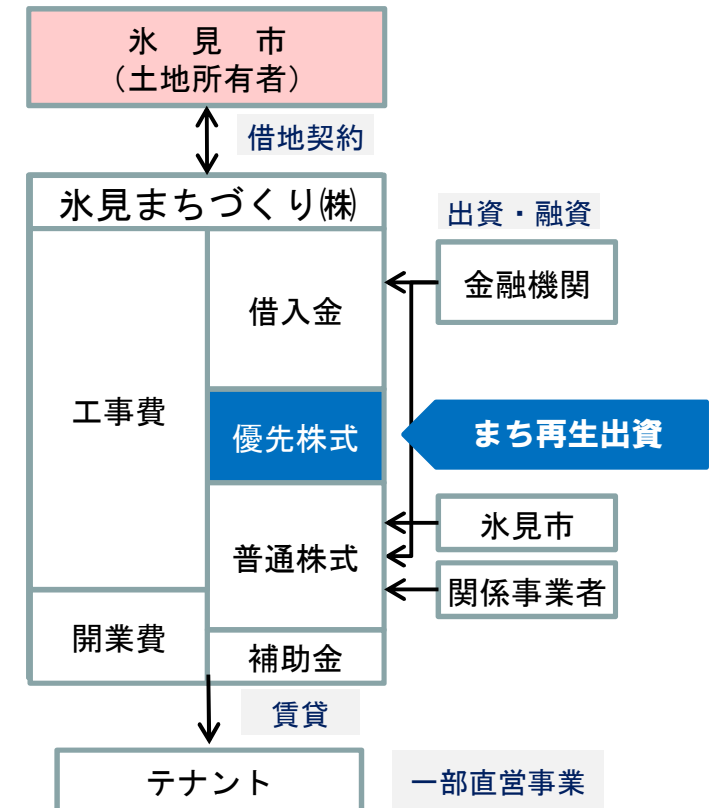 氷　見　市
（土地所有者）
借地契約
氷見まちづくり㈱
出資・融資
金融機関
借入金
工事費
優先株式
まち再生出資
氷見市
普通株式
関係事業者
開業費
補助金
賃貸
テナント
一部直営事業